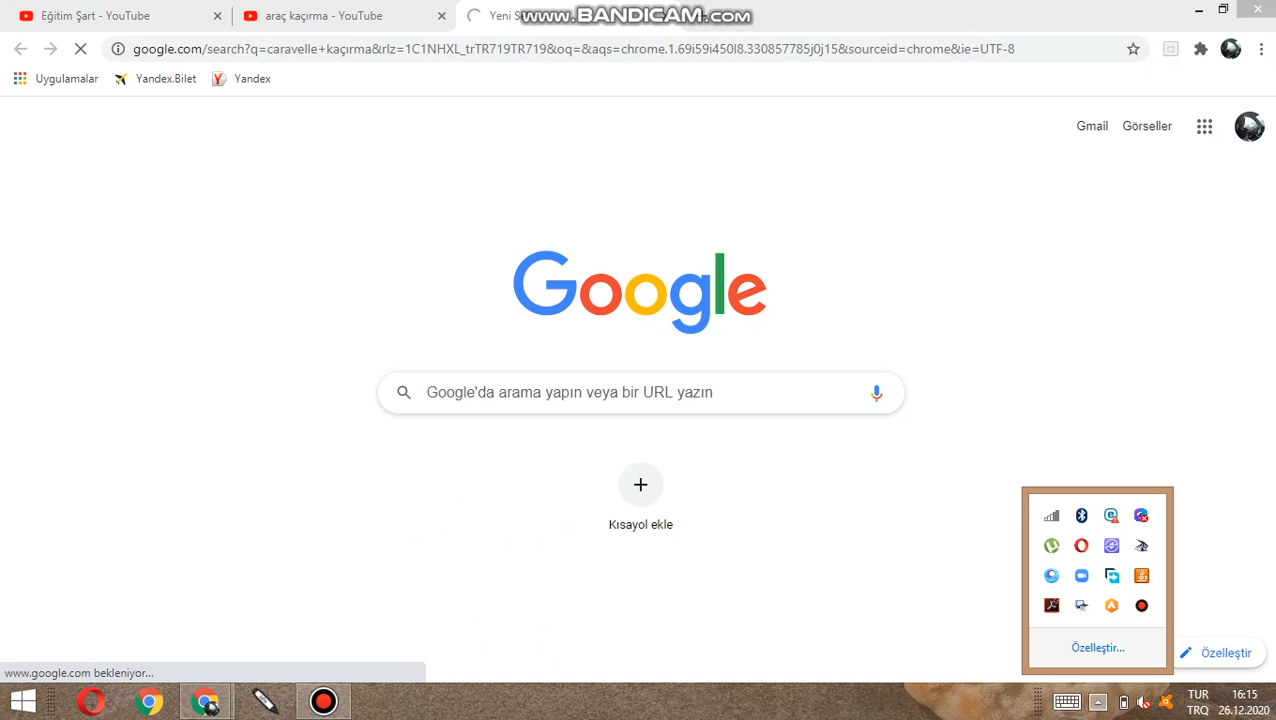 Eğitim Şart - YouTube
araç kaçırma - YouTube
Yeni S
www.BANDICAM.com
google.com/search?q=caravelle+kaçırma&rlz=1C1NHXL_trTR719TR719&oq=&aqs=chrome.1.69i59i450l8.330857785j0j15&sourceid=chrome&ie=UTF-8
Uygulamalar
Yandex.Bilet
Yandex
Gmail
Görseller
Google
Google'da arama yapın veya bir URL yazın
Kısayol ekle
Özelleştir...
Özelleştir
www.google.com bekleniyor...
TUR
TRQ
16:15
26.12.2020